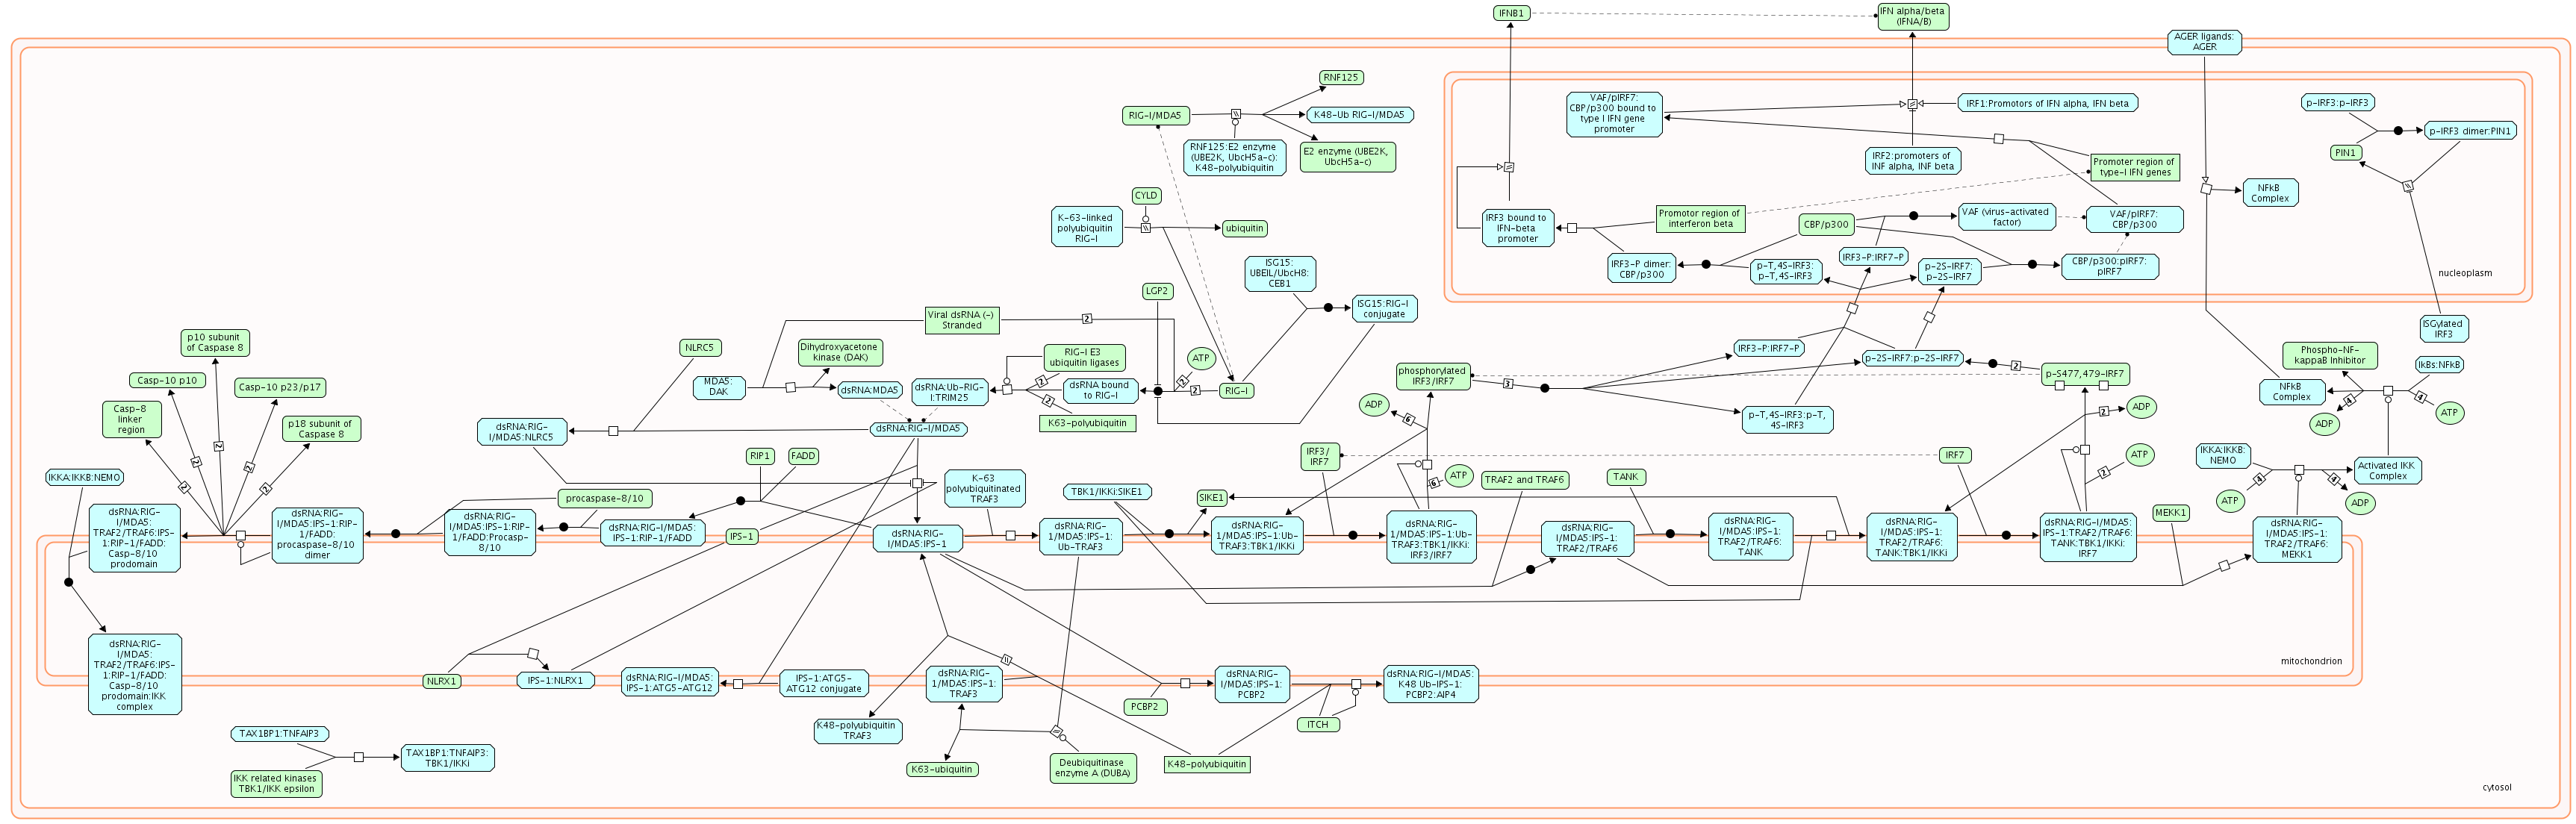 IFNB1
IFN alpha/beta
(IFNA/B)
AGER ligands:
AGER
RNF125
RIG-I/MDA5
K48-Ub RIG-I/MDA5
RNF125:E2 enzyme
(UBE2K, UbcH5a-c):
K48-polyubiquitin
E2 enzyme (UBE2K,
UbcH5a-c)
VAF/pIRF7:
CBP/p300 bound to
type I IFN gene
promoter
IRF1:Promotors of IFN alpha, IFN beta
IRF2:promoters of
INF alpha, INF beta
p-IRF3:p-IRF3
p-IRF3 dimer:PIN1
PIN1
Promoter region of
type-I IFN genes
NFkB
Complex
CYLD
K-63-linked
polyubiquitin
RIG-I
ubiquitin
IRF3 bound to
IFN-beta
promoter
Promotor region of
interferon beta
CBP/p300
VAF (virus-activated
factor)
VAF/pIRF7:
CBP/p300
IRF3-P dimer:
CBP/p300
p-T,4S-IRF3:
p-T,4S-IRF3
IRF3-P:IRF7-P
p-2S-IRF7:
p-2S-IRF7
CBP/p300:pIRF7:
pIRF7
nucleoplasm
ISG15:
UBEIL/UbcH8:
CEB1
LGP2
ISG15:RIG-I
conjugate
Viral dsRNA (-)
Stranded
2
p10 subunit
of Caspase 8
NLRC5
Dihydroxyacetone
kinase (DAK)
RIG-I E3
ubiquitin ligases
ATP
IRF3-P:IRF7-P
p-2S-IRF7:p-2S-IRF7
ISGylated
IRF3
Phospho-NF-
kappaB Inhibitor
IkBs:NFkB
Casp-10 p10
Casp-10 p23/p17
MDA5:
DAK
dsRNA:MDA5
dsRNA:Ub-RIG-
I:TRIM25
2
2
dsRNA bound
to RIG-I
2
2
RIG-I
phosphorylated
IRF3/IRF7
3
2
p-S477,479-IRF7
NFkB
Complex
4
4
ATP
Casp-8
linker
region
p18 subunit of
Caspase 8
K63-polyubiquitin
ADP
6
p-T,4S-IRF3:p-T,
4S-IRF3
2
ADP
ADP
dsRNA:RIG-
I/MDA5:NLRC5
dsRNA:RIG-I/MDA5
2
2
2
2
2
RIP1
FADD
IRF3/
IRF7
IRF7
ATP
2
IKKA:IKKB:
NEMO
Activated IKK
Complex
IKKA:IKKB:NEMO
K-63
polyubiquitinated
TRAF3
TBK1/IKKi:SIKE1
ATP
6
TRAF2 and TRAF6
TANK
ATP
4
4
ADP
procaspase-8/10
SIKE1
MEKK1
dsRNA:RIG-
I/MDA5:
TRAF2/TRAF6:IPS-
1:RIP-1/FADD:
Casp-8/10
prodomain
dsRNA:RIG-
I/MDA5:IPS-1:RIP-
1/FADD:
procaspase-8/10
dimer
dsRNA:RIG-
I/MDA5:IPS-1:RIP-
1/FADD:Procasp-
8/10
dsRNA:RIG-I/MDA5:
IPS-1:RIP-1/FADD
IPS-1
dsRNA:RIG-
I/MDA5:IPS-1
dsRNA:RIG-
1/MDA5:IPS-1:
Ub-TRAF3
dsRNA:RIG-
1/MDA5:IPS-1:Ub-
TRAF3:TBK1/IKKi
dsRNA:RIG-
1/MDA5:IPS-1:Ub-
TRAF3:TBK1/IKKi:
IRF3/IRF7
dsRNA:RIG-
I/MDA5:IPS-1:
TRAF2/TRAF6
dsRNA:RIG-
I/MDA5:IPS-1:
TRAF2/TRAF6:
TANK
dsRNA:RIG-
I/MDA5:IPS-1:
TRAF2/TRAF6:
TANK:TBK1/IKKi
dsRNA:RIG-I/MDA5:
IPS-1:TRAF2/TRAF6:
TANK:TBK1/IKKi:
IRF7
dsRNA:RIG-
I/MDA5:IPS-1:
TRAF2/TRAF6:
MEKK1
dsRNA:RIG-
I/MDA5:
TRAF2/TRAF6:IPS-
1:RIP-1/FADD:
Casp-8/10
prodomain:IKK
complex
mitochondrion
NLRX1
IPS-1:NLRX1
dsRNA:RIG-I/MDA5:
IPS-1:ATG5-ATG12
IPS-1:ATG5-
ATG12 conjugate
dsRNA:RIG-
1/MDA5:IPS-1:
TRAF3
PCBP2
dsRNA:RIG-
I/MDA5:IPS-1:
PCBP2
dsRNA:RIG-I/MDA5:
K48 Ub-IPS-1:
PCBP2:AIP4
ITCH
K48-polyubiquitin
TRAF3
TAX1BP1:TNFAIP3
TAX1BP1:TNFAIP3:
TBK1/IKKi
IKK related kinases
TBK1/IKK epsilon
K63-ubiquitin
Deubiquitinase
enzyme A (DUBA)
K48-polyubiquitin
cytosol